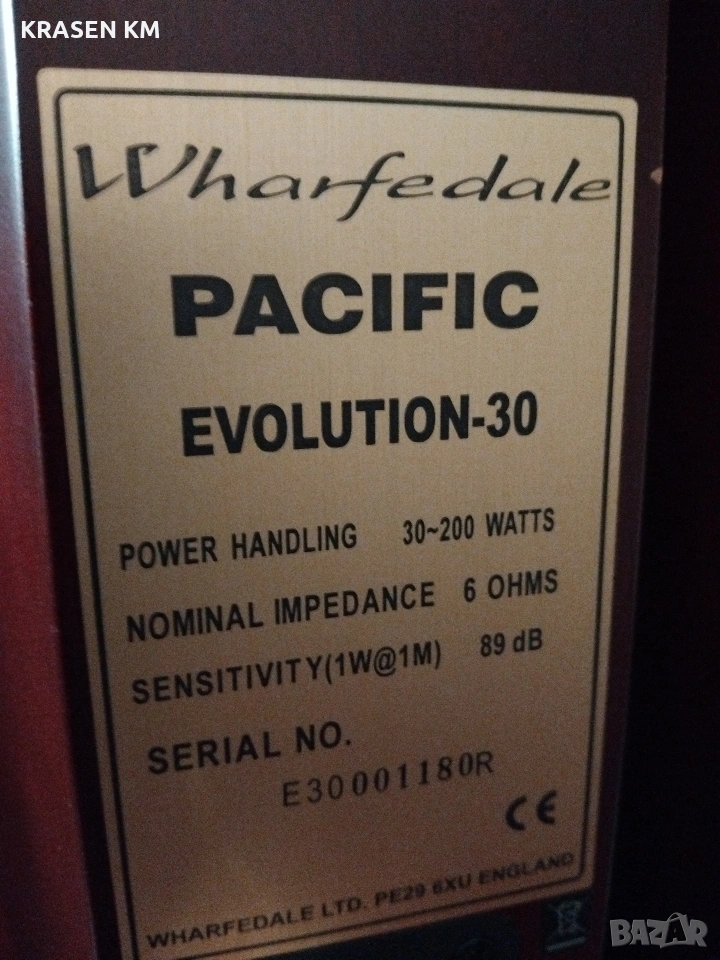 KRASEN KM
Wharfedale
PACIFIC
EVOLUTION-30
POWER HANDLING 30~200 WATTS
NOMINAL IMPEDANCE 6 OHMS
SENSITIVITY(1W@1M) 89 dB
SERIAL NO.
E30001180R
CE
WHARFEDALE LTD. PE29 6XU ENGLAND
BAZAR